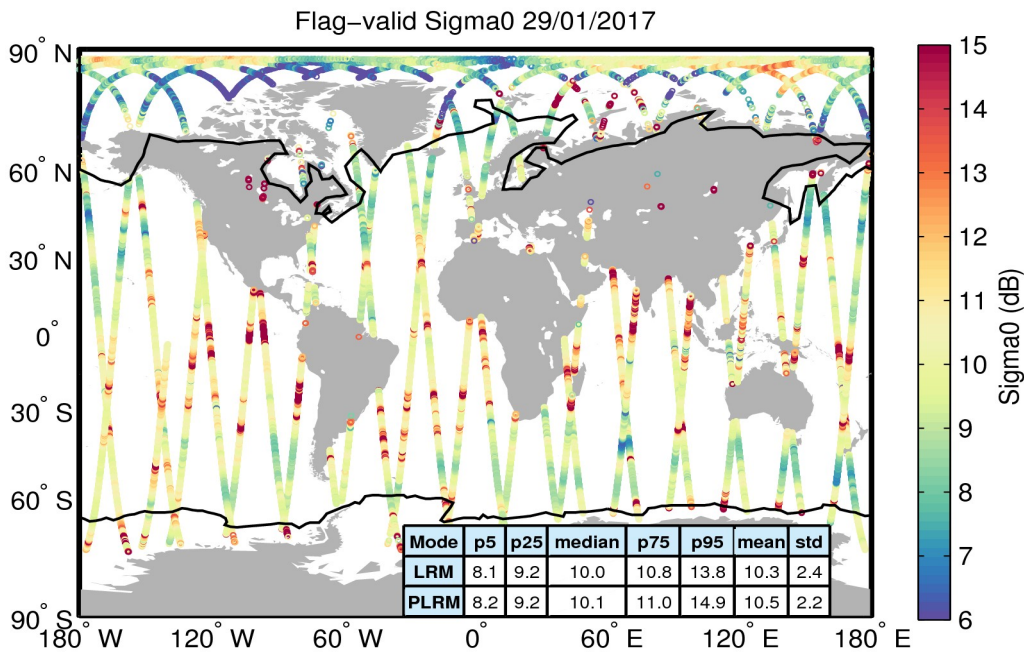 Flag−valid Sigma0 29/01/2017
90° N
60° N
30° N
0°
30° S
60° S
90° S
180° W
120° W
60° W
0°
60° E
120° E
180° E
15
14
13
12
11
10
9
8
7
6
Sigma0 (dB)
Mode p5 p25 median p75 p95 mean std
LRM 8.1 9.2 10.0 10.8 13.8 10.3 2.4
PLRM 8.2 9.2 10.1 11.0 14.9 10.5 2.2